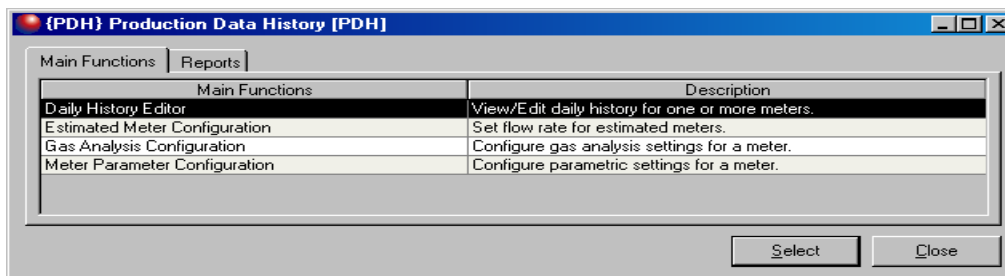 {PDH} Production Data History [PDH]
Main Functions Reports
Main Functions Description
Daily History Editor View/Edit daily history for one or more meters.
Estimated Meter Configuration Set flow rate for estimated meters.
Gas Analysis Configuration Configure gas analysis settings for a meter.
Meter Parameter Configuration Configure parametric settings for a meter.
Select Close